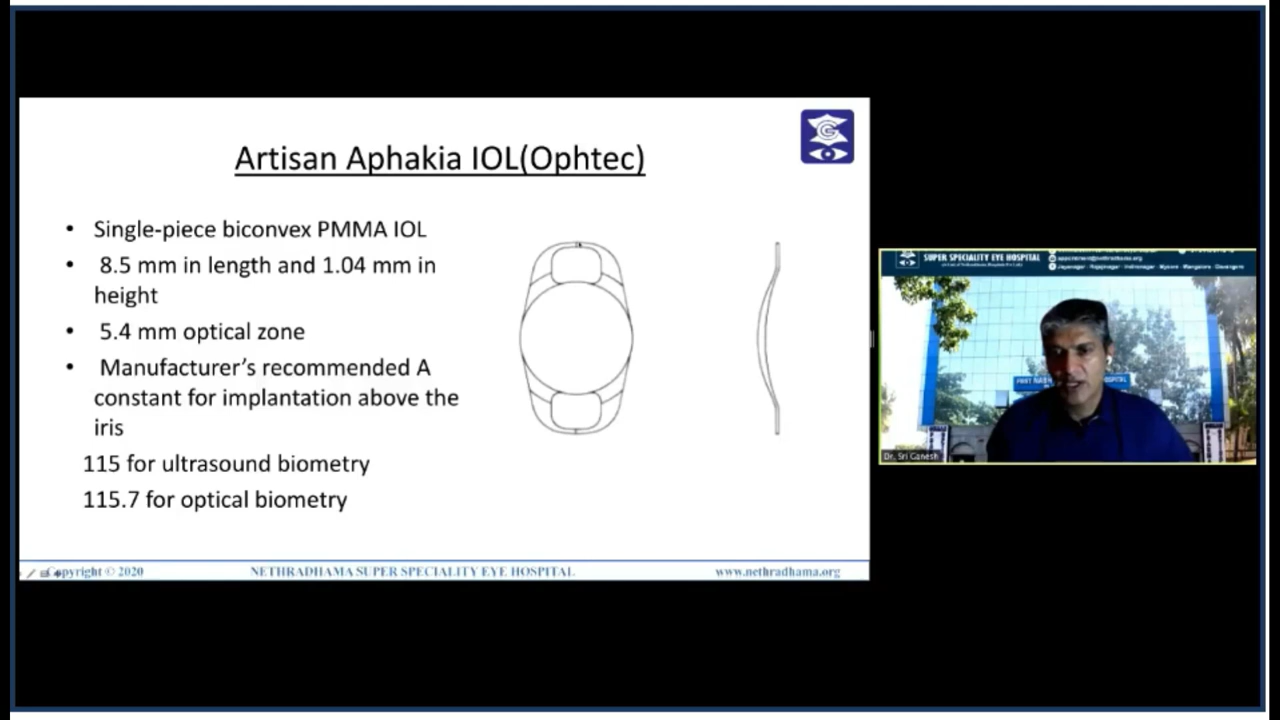 Artisan Aphakia IOL(Ophtec)
• Single-piece biconvex PMMA IOL
• 8.5 mm in length and 1.04 mm in
height
• 5.4 mm optical zone
• Manufacturer's recommended A
constant for implantation above the
iris
115 for ultrasound biometry
115.7 for optical biometry
Copyright © 2020
NETHRADHAMA SUPER SPECIALITY EYE HOSPITAL
www.nethradhama.org
SUPER SPECIALITY EYE HOSPITAL
Dr. Sri Ganesh